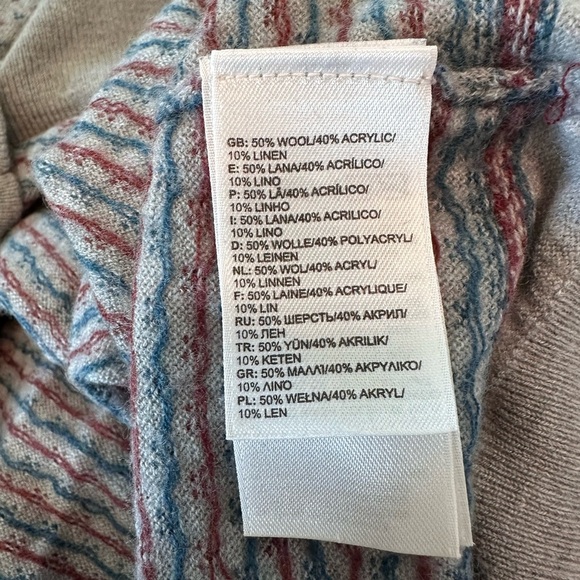 GB: 50% WOOL/40% ACRYLIC/
10% LINEN
E: 50% LANA/40% ACRÍLICO/
10% LINO
P: 50% LÃ/40% ACRÍLICO/
10% LINHO
I: 50% LANA/40% ACRILICO/
10% LINO
D: 50% WOLLE/40% POLYACRYL/
10% LEINEN
NL: 50% WOL/40% ACRYL/
10% LINNEN
F: 50% LAINE/40% ACRYLIQUE/
10% LIN
RU: 50% ШЕРСТЬ/40% АКРИЛ/
10% ЛЕН
TR: 50% YÜN/40% AKRILIK/
10% KETEN
GR: 50% ΜΑΛΛΙ/40% ΑΚΡΥΛΙΚΟ/
10% ΛΙΝΟ
PL: 50% WEŁNA/40% AKRYL/
10% LEN